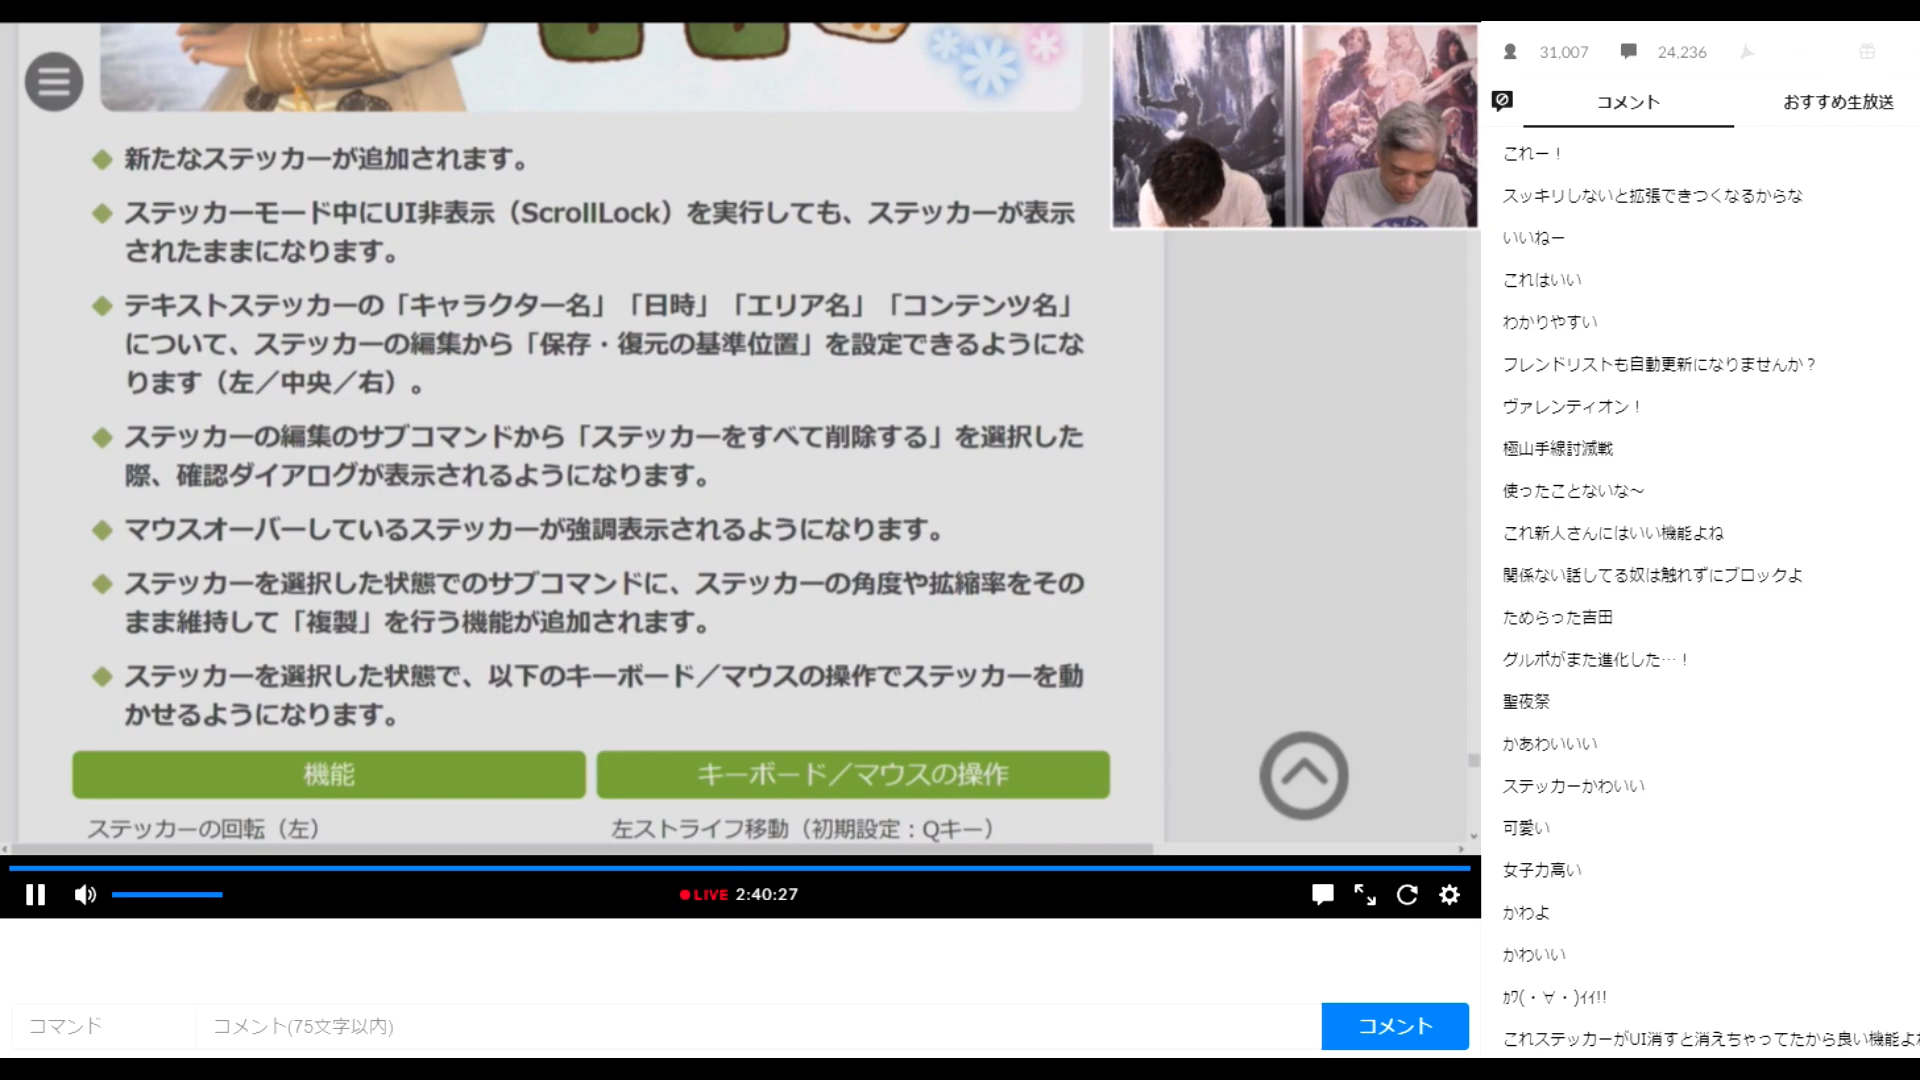 新たなステッカーが追加されます。
ステッカーモード中にUI非表示（ScrollLock）を実行しても、ステッカーが表示
されたままになります。
テキストステッカーの「キャラクター名」「日時」「エリア名」「コンテンツ名」
について、ステッカーの編集から「保存・復元の基準位置」を設定できるようにな
ります（左／中央／右）。
ステッカーの編集のサブコマンドから「ステッカーをすべて削除する」を選択した
際、確認ダイアログが表示されるようになります。
マウスオーバーしているステッカーが強調表示されるようになります。
ステッカーを選択した状態でのサブコマンドに、ステッカーの角度や拡縮率をその
まま維持して「複製」を行う機能が追加されます。
ステッカーを選択した状態で、以下のキーボード／マウスの操作でステッカーを動
かせるようになります。
機能
キーボード／マウスの操作
ステッカーの回転（左）
左ストライフ移動（初期設定：Qキー）
LIVE 2:40:27
コマンド
コメント(75文字以内)
コメント
31,007
24,236
コメント
おすすめ生放送
これー！
スッキリしないと拡張できつくなるからな
いいねー
これはいい
わかりやすい
フレンドリストも自動更新になりませんか？
ヴァレンティオン！
極山手線討滅戦
使ったことないな～
これ新人さんにはいい機能よね
関係ない話してる奴は触れずにブロックよ
ためらった吉田
グルポがまた進化した…！
聖夜祭
かあわいいい
ステッカーかわいい
可愛い
女子力高い
かわよ
かわいい
ｶﾜ(・∀・)ｲｲ!!
これステッカーがUI消すと消えちゃってたから良い機能よ